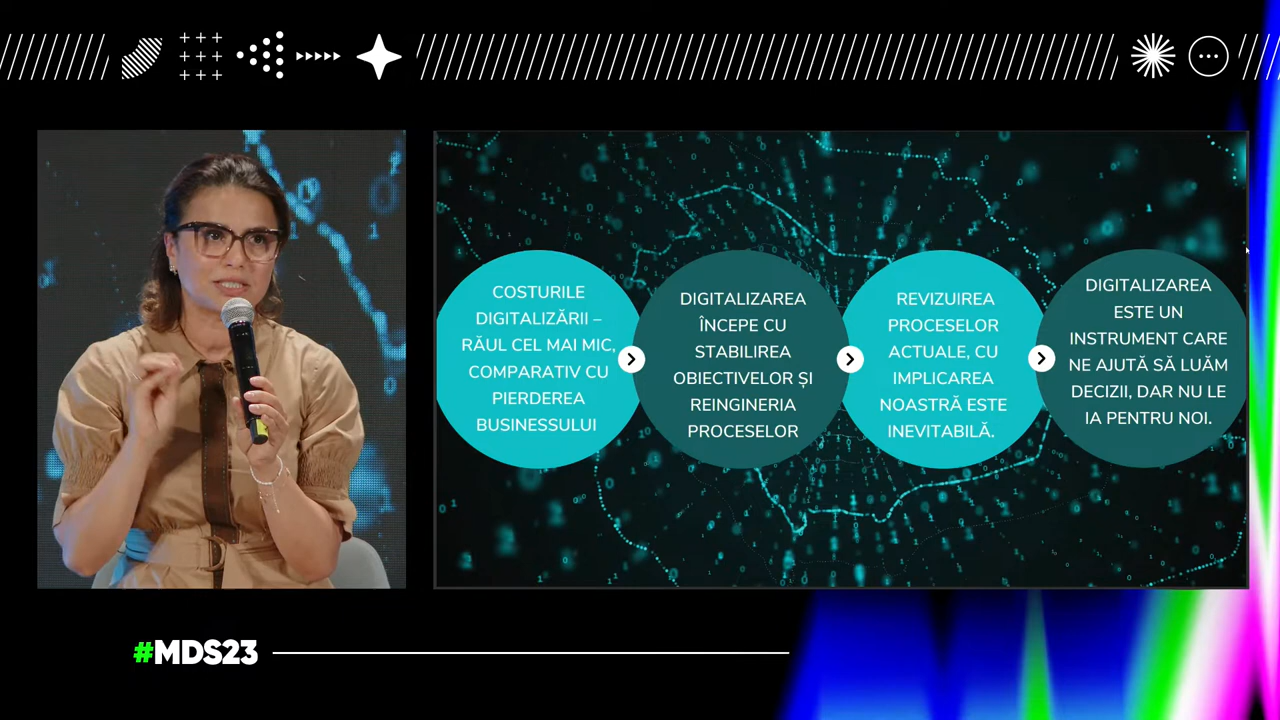 COSTURILE
DIGITALIZĂRII –
RĂUL CEL MAI MIC,
COMPARATIV CU
PIERDEREA
BUSINESSULUI
DIGITALIZAREA
ÎNCEPE CU
STABILIREA
OBIECTIVELOR ȘI
REINGINERIA
PROCESELOR
REVIZUIREA
PROCESELOR
ACTUALE, CU
IMPLICAREA
NOASTRĂ ESTE
INEVITABILĂ.
DIGITALIZAREA
ESTE UN
INSTRUMENT CARE
NE AJUTĂ SĂ LUĂM
DECIZII, DAR NU LE
IA PENTRU NOI.
#MDS23